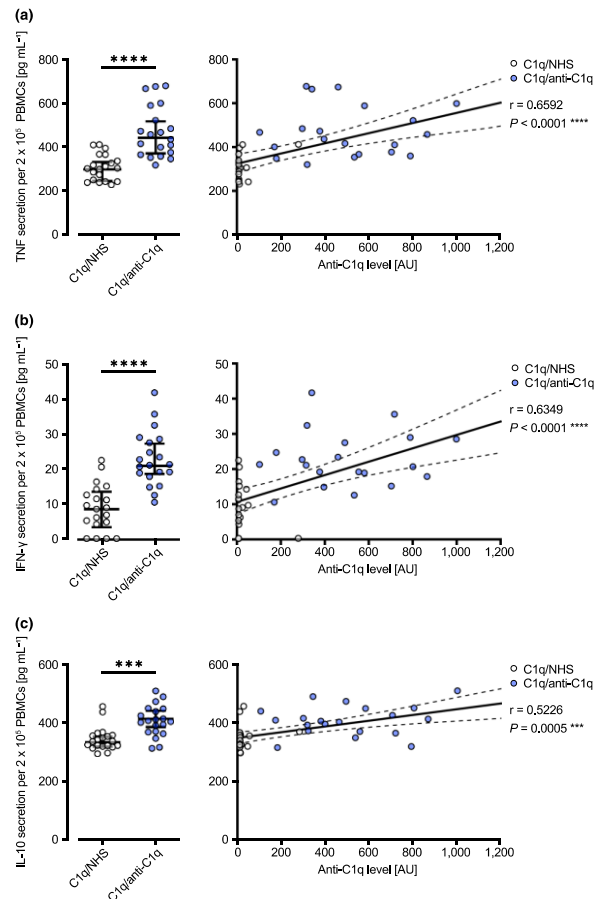 (a)
TNF secretion per 2 x 10⁵ PBMCs [pg mL⁻¹]
800
600
400
200
0
****
C1q/NHS
C1q/anti-C1q
800
600
400
200
0
0
200
400
600
800
1,000
1,200
Anti-C1q level [AU]
C1q/NHS
C1q/anti-C1q
r = 0.6592
P < 0.0001 ****
(b)
IFN-γ secretion per 2 x 10⁵ PBMCs [pg mL⁻¹]
50
40
30
20
10
0
****
C1q/NHS
C1q/anti-C1q
50
40
30
20
10
0
0
200
400
600
800
1,000
1,200
Anti-C1q level [AU]
C1q/NHS
C1q/anti-C1q
r = 0.6349
P < 0.0001 ****
(c)
IL-10 secretion per 2 x 10⁵ PBMCs [pg mL⁻¹]
600
400
200
0
***
C1q/NHS
C1q/anti-C1q
600
400
200
0
0
200
400
600
800
1,000
1,200
Anti-C1q level [AU]
C1q/NHS
C1q/anti-C1q
r = 0,5226
P = 0.0005 ***